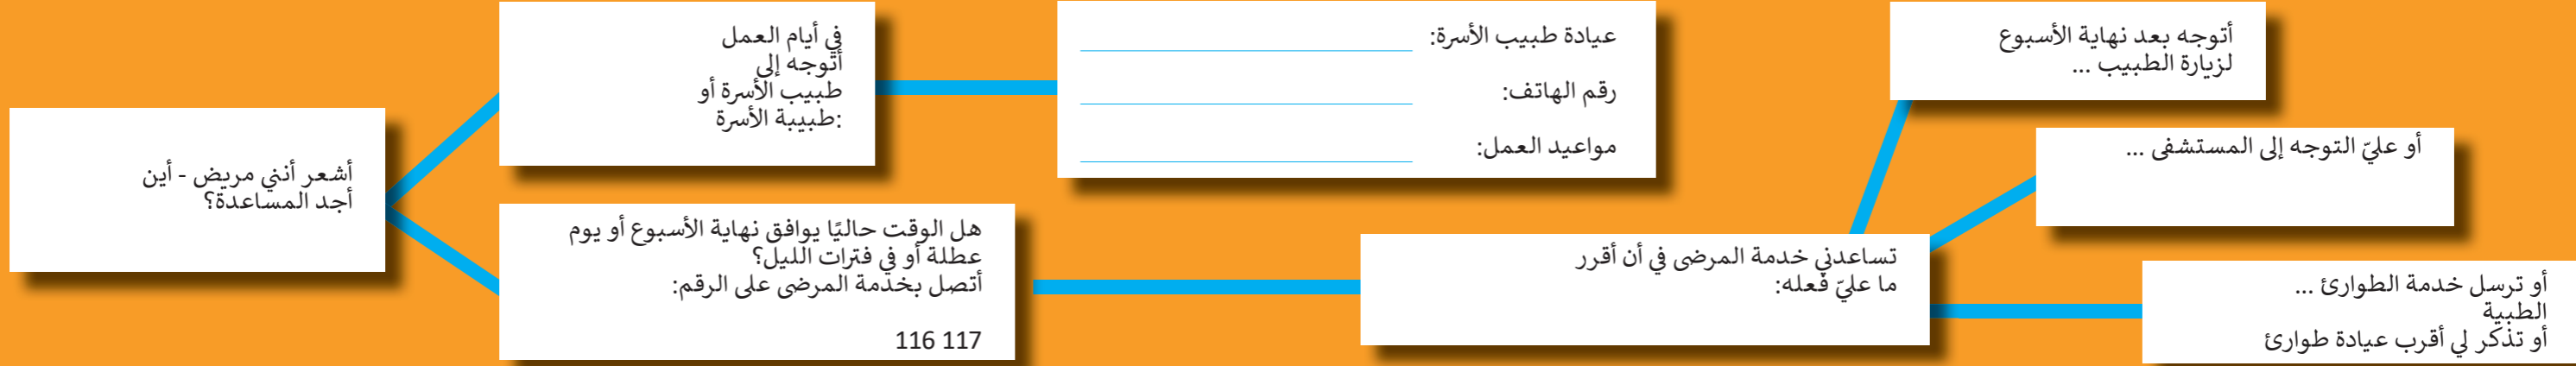 أشعر أنني مريض - أين
أجد المساعدة؟
في أيام العمل
أتوجه إلى
طبيب الأسرة أو
طبيبة الأسرة:
عيادة طبيب الأسرة:
رقم الهاتف:
مواعيد العمل:
هل الوقت حاليًا يوافق نهاية الأسبوع أو يوم
عطلة أو في فترات الليل؟
أتصل بخدمة المرضى على الرقم:
116 117
تساعدني خدمة المرضى في أن أقرر
ما عليّ فعله:
أتوجه بعد نهاية الأسبوع
لزيارة الطبيب ...
أو عليّ التوجه إلى المستشفى ...
أو ترسل خدمة الطوارئ ...
الطبية
أو تذكر لي أقرب عيادة طوارئ